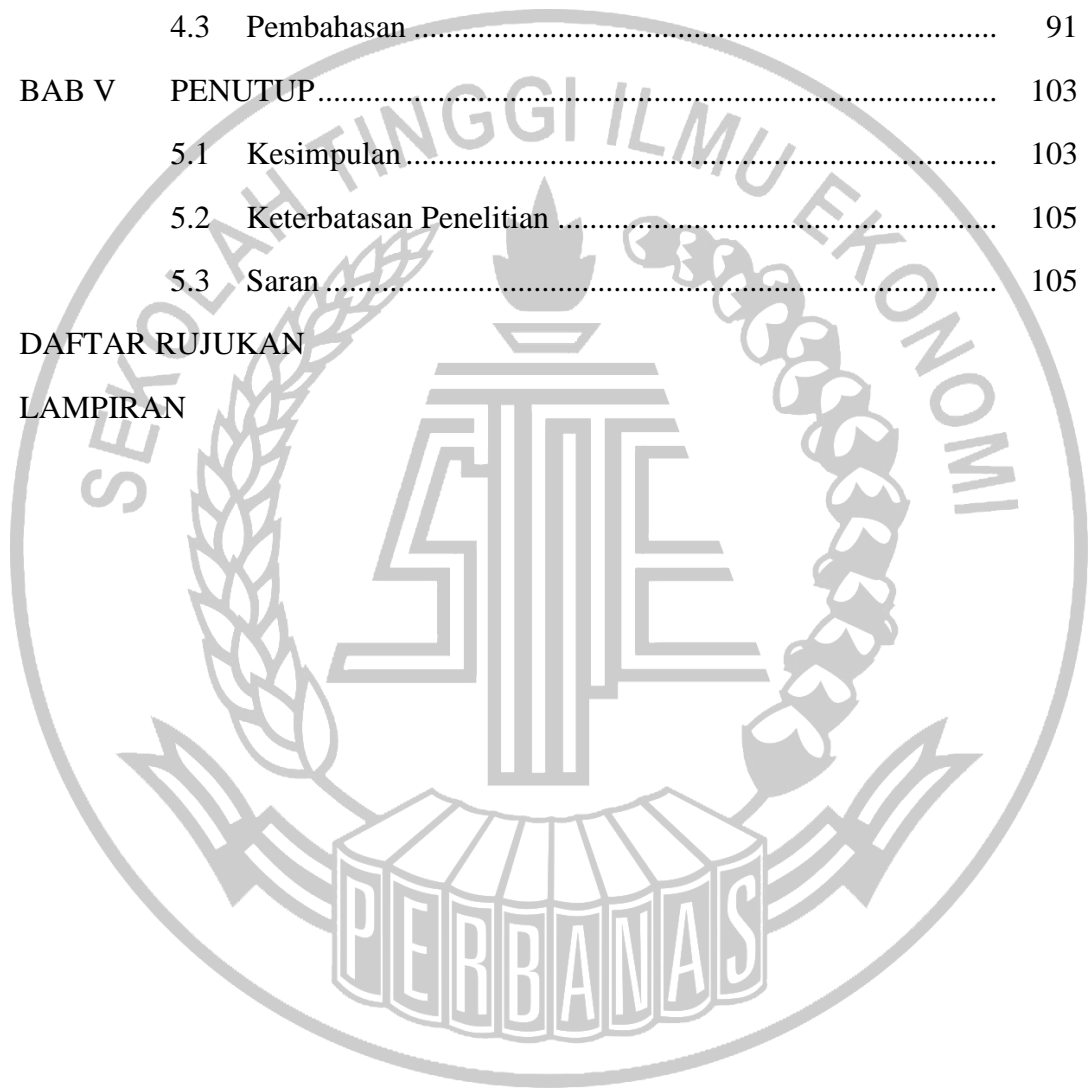 4.3 Pembahasan ........................................................................ 91
BAB V PENUTUP.................................................................................... 103
5.1 Kesimpulan......................................................................... 103
5.2 Keterbatasan Penelitian ...................................................... 105
5.3 Saran ................................................................................... 105
DAFTAR RUJUKAN
LAMPIRAN
SEKOLAH TINGGI ILMU EKONOMI
STIE
PERBANAS